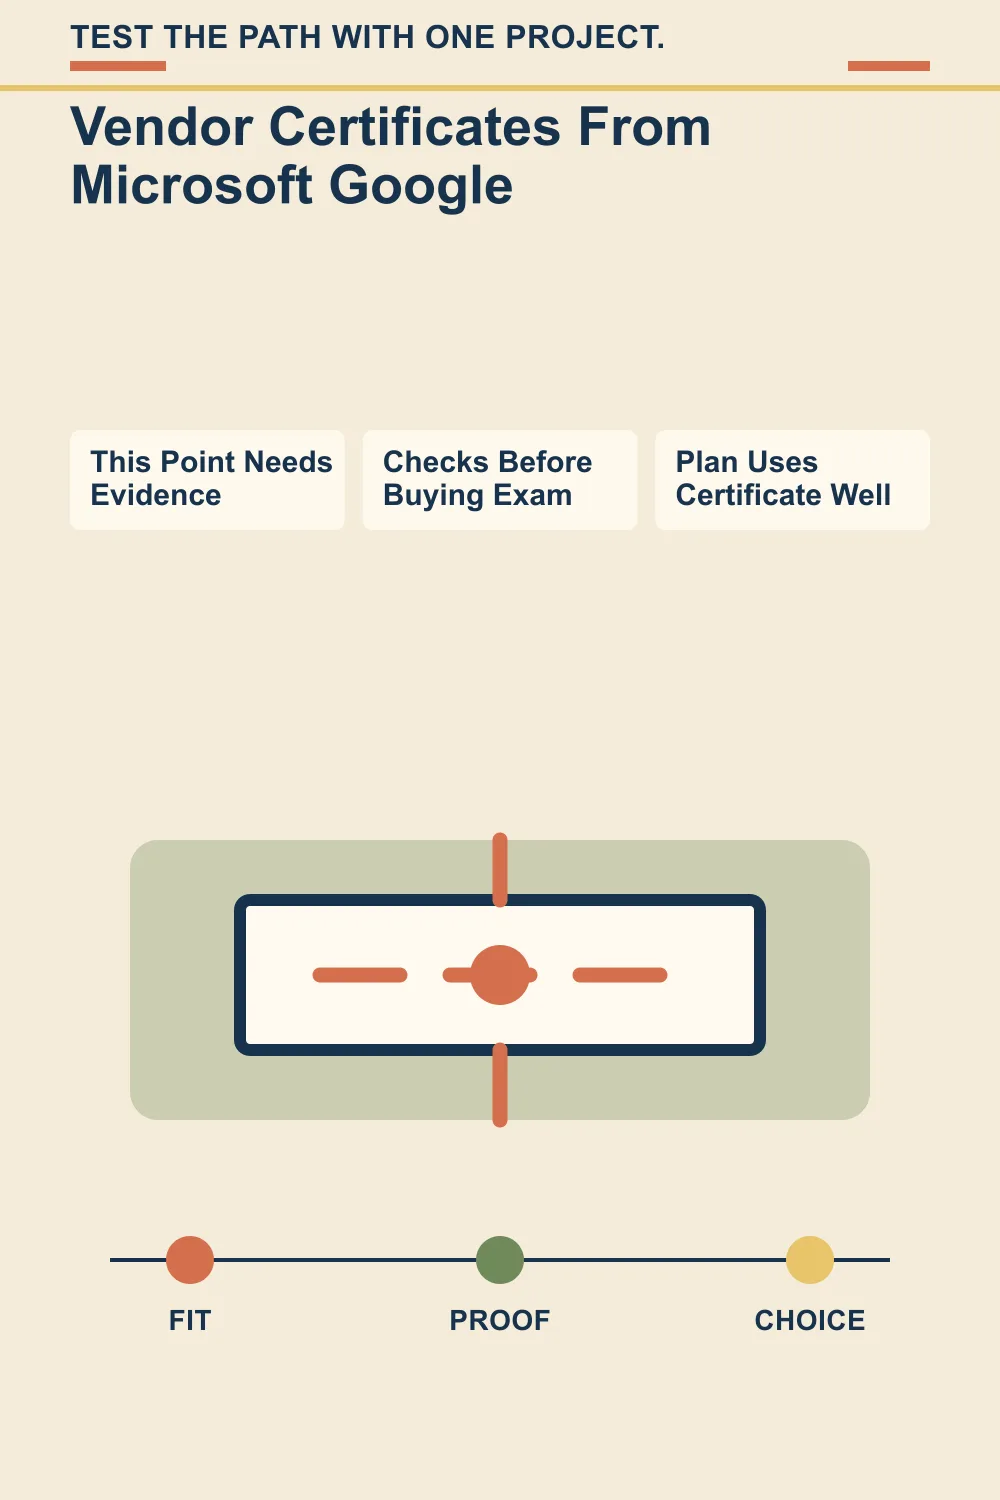 TEST THE PATH WITH ONE PROJECT.
Vendor Certificates From
Microsoft Google
This Point Needs
Evidence
Checks Before
Buying Exam
Plan Uses
Certificate Well
FIT
PROOF
CHOICE